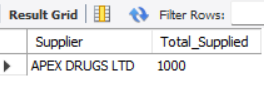 Result Grid Filter Rows:
Supplier Total_Supplied
APEX DRUGS LTD 1000